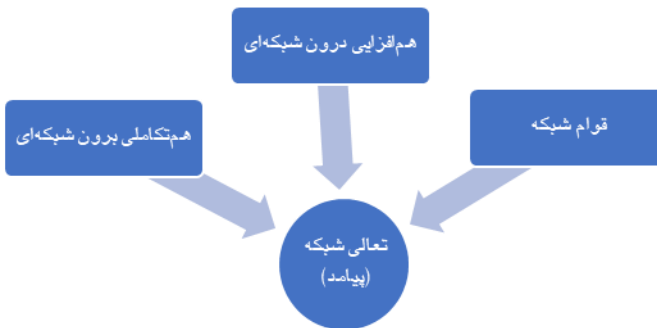 هم‌افزایی درون شبکه‌ای
قوام شبکه
هم‌تکاملی برون شبکه‌ای
تعالی شبکه
(پیامد)